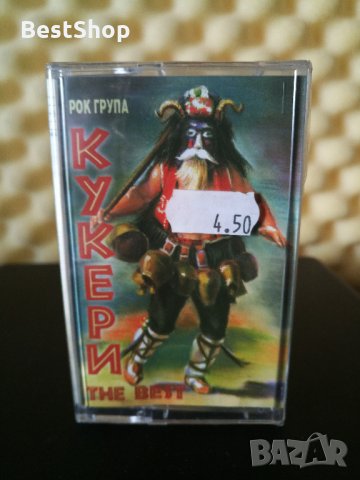 BestShop
РОК ГРУПА
КУКЕРИ
THE BEST
4.50
BAZAR